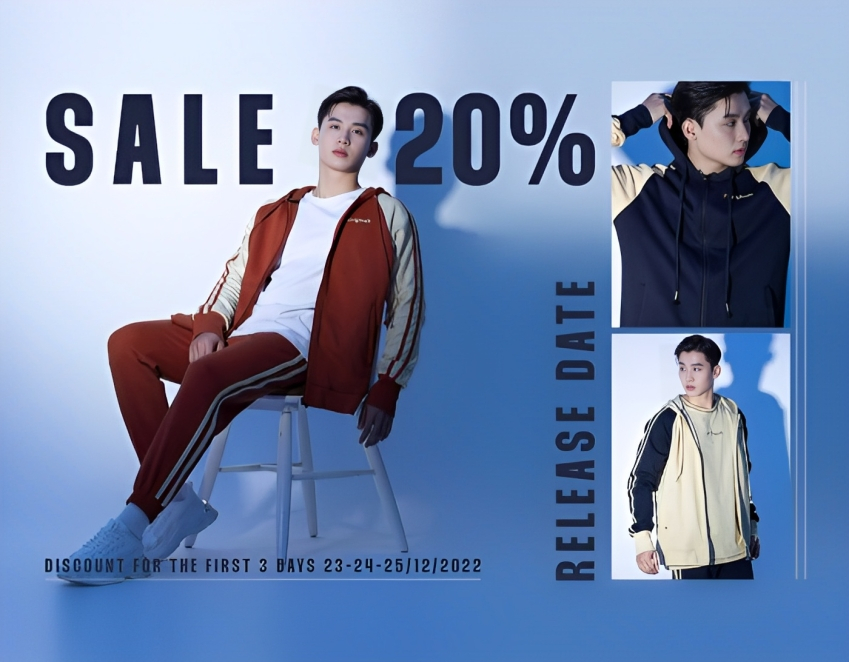 SALE 20%
RELEASE DATE
DISCOUNT FOR THE FIRST 3 DAYS 23-24-25/12/2022